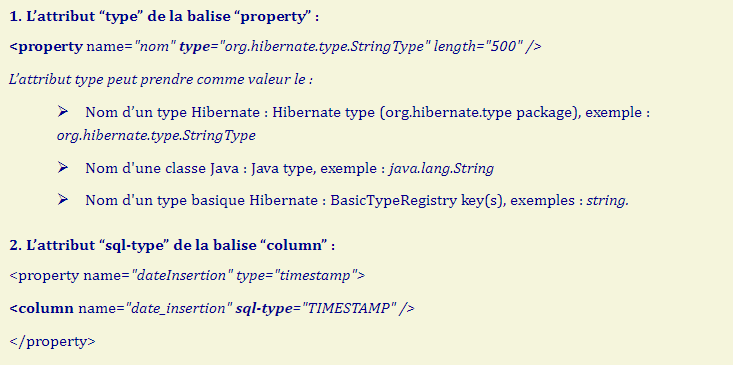 1. L’attribut “type” de la balise “property” :
<property name="nom" type="org.hibernate.type.StringType" length="500" />
L’attribut type peut prendre comme valeur le :
➢ Nom d’un type Hibernate : Hibernate type (org.hibernate.type package), exemple :
org.hibernate.type.StringType
➢ Nom d'une classe Java : Java type, exemple : java.lang.String
➢ Nom d'un type basique Hibernate : BasicTypeRegistry key(s), exemples : string.
2. L’attribut “sql-type” de la balise “column” :
<property name="dateInsertion" type="timestamp">
<column name="date_insertion" sql-type="TIMESTAMP" />
</property>